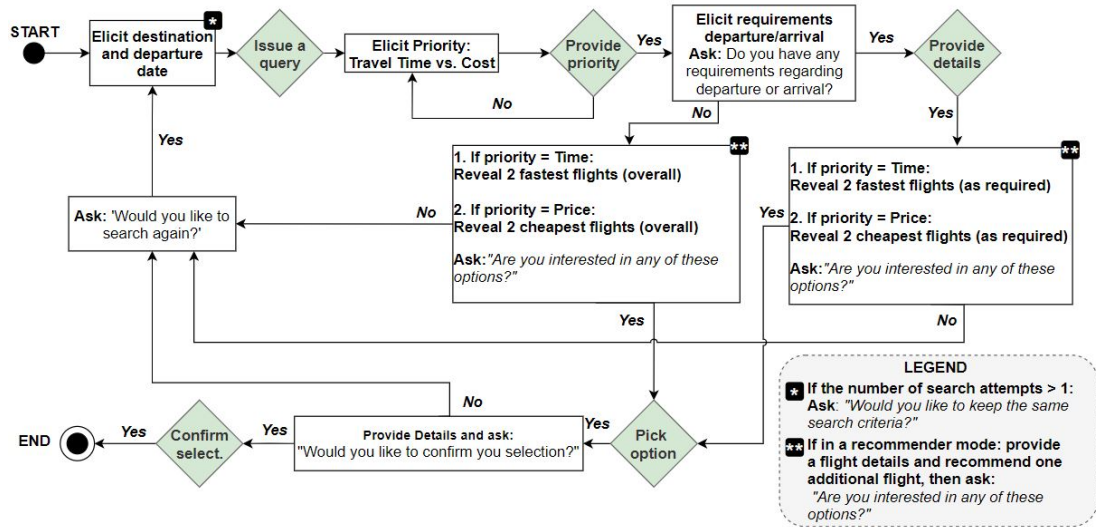 START
Elicit destination
and departure
date
*
Issue a
query
Elicit Priority:
Travel Time vs. Cost
No
Provide
priority
Yes
Elicit requirements
departure/arrival
Ask: Do you have any
requirements regarding
departure or arrival?
Yes
Provide
details
No
Yes
1. If priority = Time:
Reveal 2 fastest flights (overall)
2. If priority = Price:
Reveal 2 cheapest flights (overall)
Ask:"Are you interested in any of these
options?"
**
1. If priority = Time:
Reveal 2 fastest flights (as required)
2. If priority = Price:
Reveal 2 cheapest flights (as required)
Ask:"Are you interested in any of these
options?"
**
Yes
Ask: 'Would you like to
search again?'
No
Yes
Yes
No
END
Yes
Confirm
select.
Yes
No
Provide Details and ask:
"Would you like to confirm you selection?"
Yes
Pick
option
LEGEND
* If the number of search attempts > 1:
Ask: "Would you like to keep the same
search criteria?"
** If in a recommender mode: provide
a flight details and recommend one
additional flight, then ask:
"Are you interested in any of these
options?"